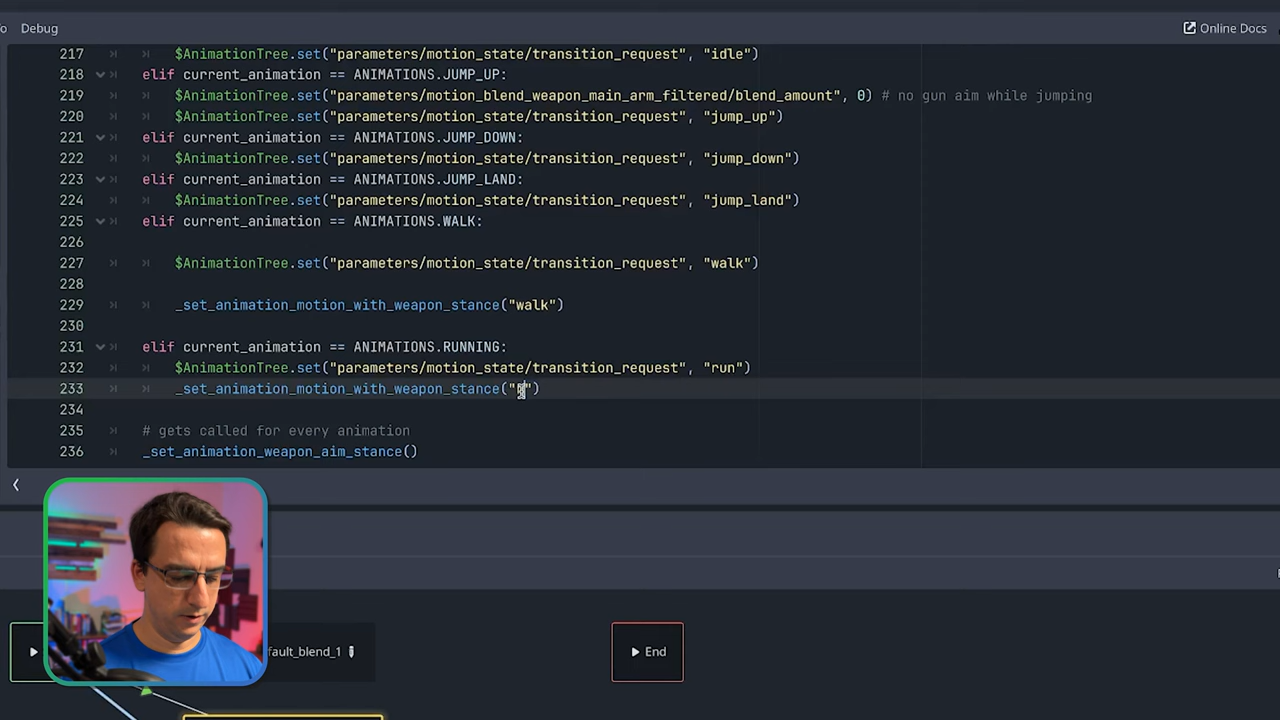 Debug
Online Docs
217 $AnimationTree.set("parameters/motion_state/transition_request", "idle")
218 elif current_animation == ANIMATIONS.JUMP_UP:
219 $AnimationTree.set("parameters/motion_blend_weapon_main_arm_filtered/blend_amount", 0) # no gun aim while jumping
220 $AnimationTree.set("parameters/motion_state/transition_request", "jump_up")
221 elif current_animation == ANIMATIONS.JUMP_DOWN:
222 $AnimationTree.set("parameters/motion_state/transition_request", "jump_down")
223 elif current_animation == ANIMATIONS.JUMP_LAND:
224 $AnimationTree.set("parameters/motion_state/transition_request", "jump_land")
225 elif current_animation == ANIMATIONS.WALK:
226
227 $AnimationTree.set("parameters/motion_state/transition_request", "walk")
228
229 _set_animation_motion_with_weapon_stance("walk")
230
231 elif current_animation == ANIMATIONS.RUNNING:
232 $AnimationTree.set("parameters/motion_state/transition_request", "run")
233 _set_animation_motion_with_weapon_stance("")
234
235 # gets called for every animation
236 _set_animation_weapon_aim_stance()
fault_blend_1
End